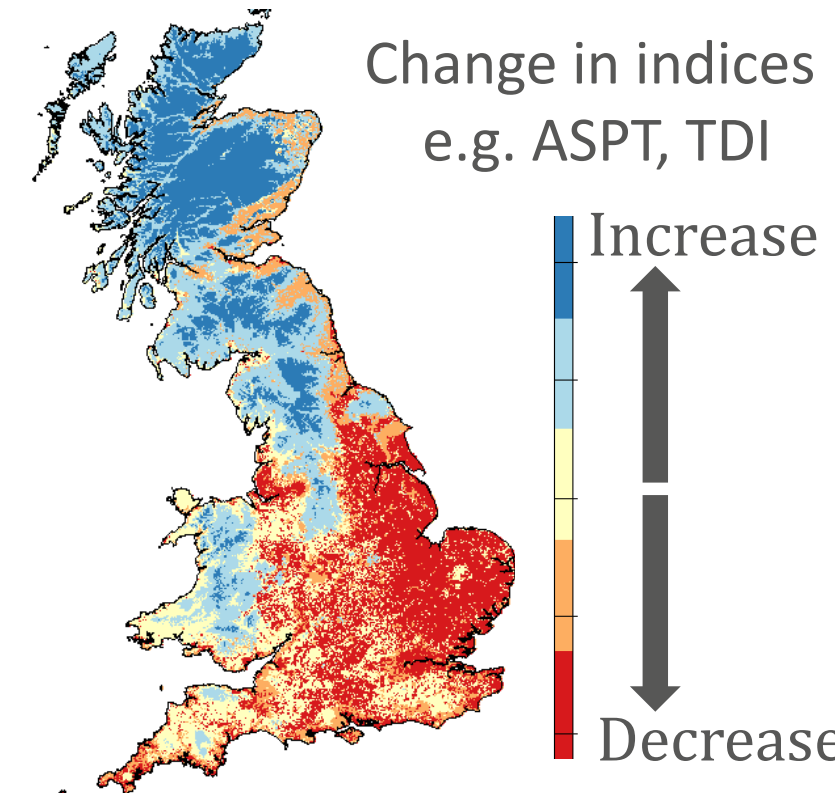 Change in indices
e.g. ASPT, TDI
Increase
Decrease